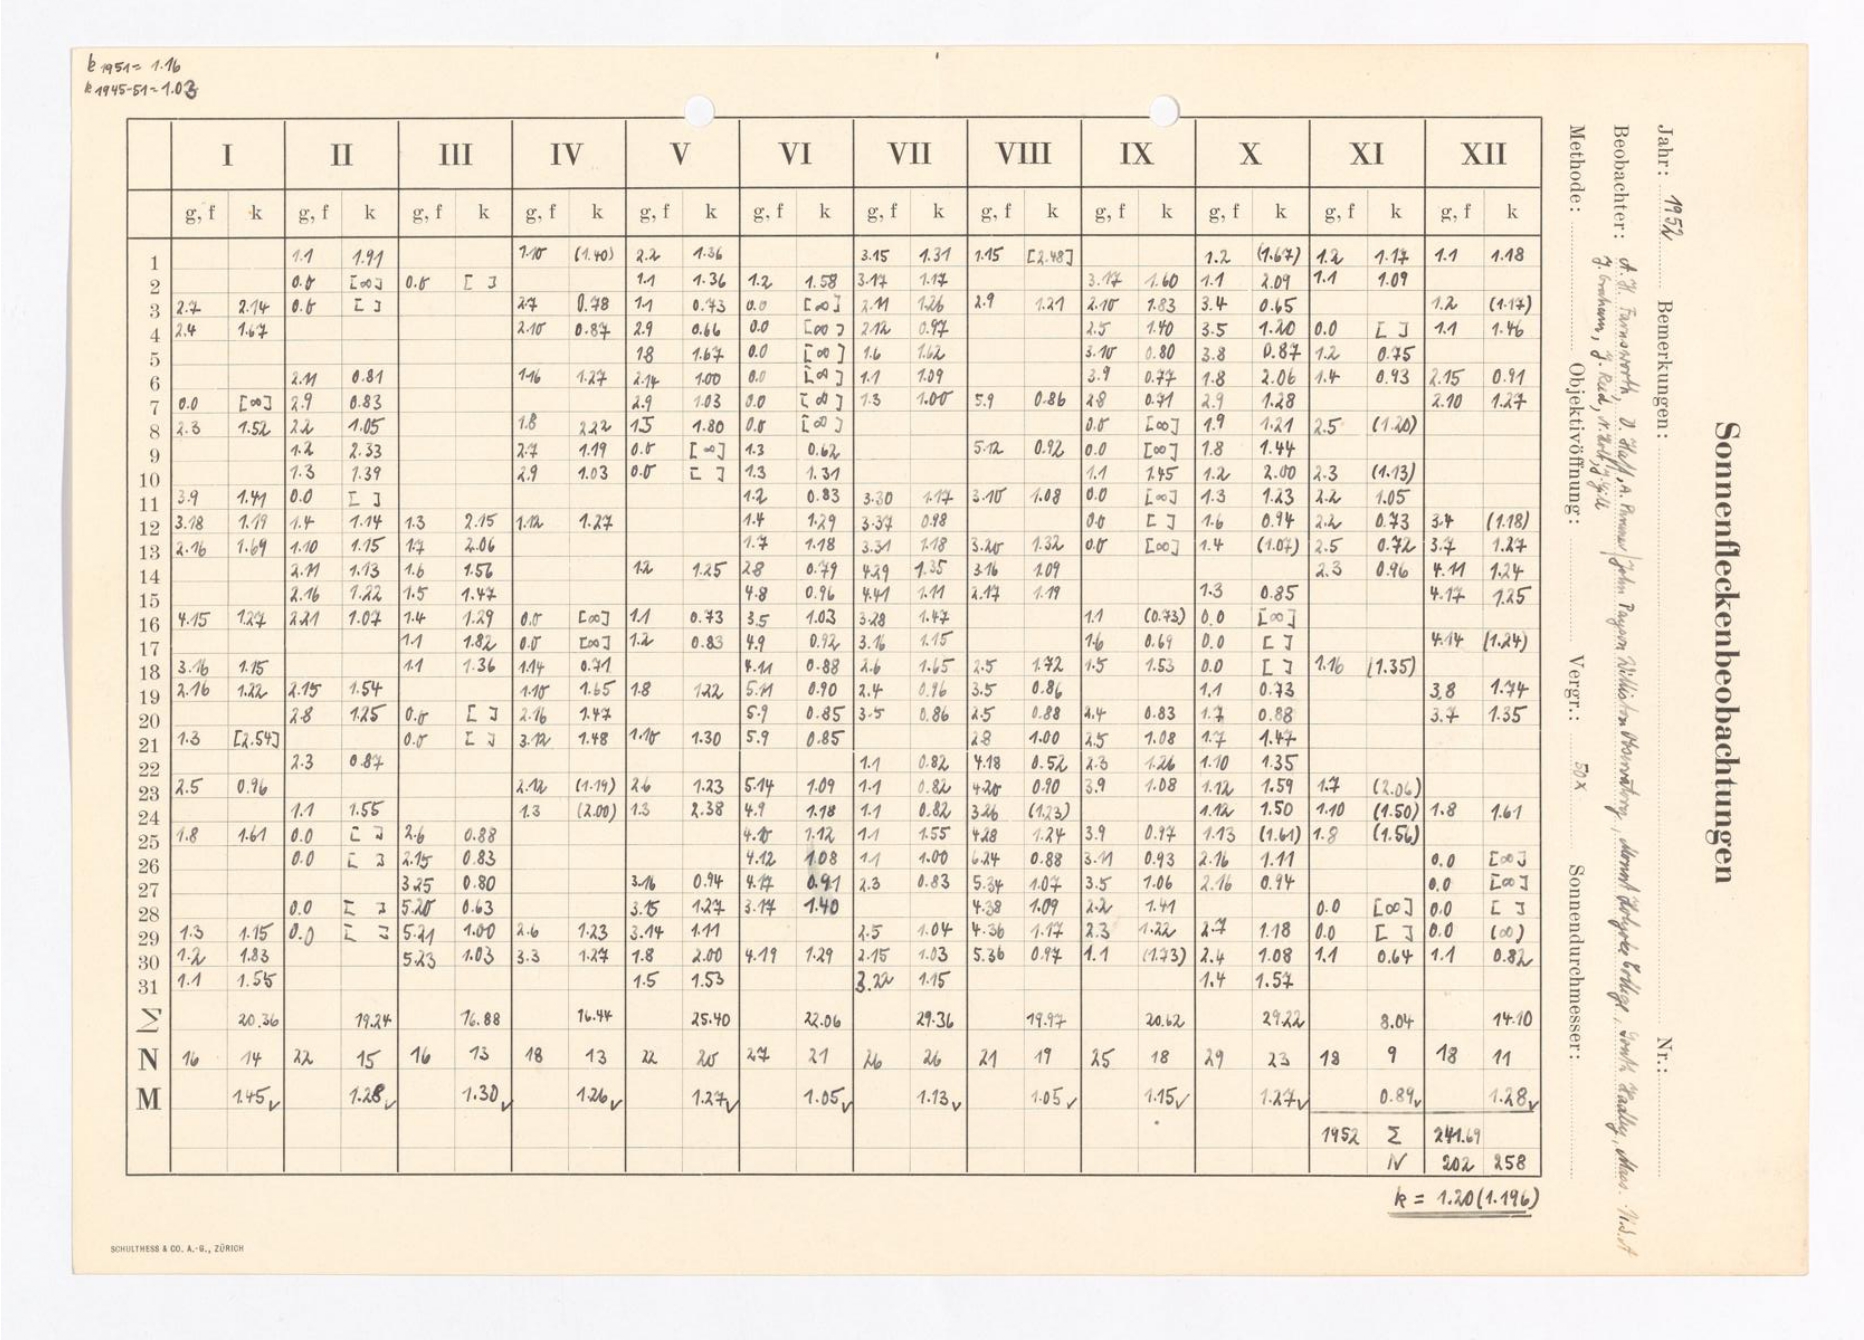 k 1951 = 1.16
k 1945-51 = 1.03
I II III IV V VI VII VIII IX X XI XII
g, f k g, f k g, f k g, f k g, f k g, f k g, f k g, f k g, f k g, f k g, f k g, f k
1 1.1 1.91 1.10 (1.40) 2.2 1.36 3.15 1.31 1.15 [2.48] 1.2 (1.67) 1.2 1.17 1.1 1.18
2 0.0 [∞] 0.0 [ ] 1.1 1.36 1.2 1.58 3.17 1.17 3.17 1.60 1.1 2.09 1.1 1.09
3 2.7 2.14 0.0 [ ] 2.7 0.78 1.1 0.73 0.0 [∞] 2.11 1.26 2.9 1.21 2.10 1.83 3.4 0.65 1.2 (1.17)
4 2.4 1.67 2.10 0.87 2.9 0.66 0.0 [∞] 2.12 0.97 2.5 1.40 3.5 1.20 0.0 [ ] 1.1 1.46
5 1.8 1.67 0.0 [∞] 1.6 1.62 3.10 0.80 3.8 0.87 1.2 0.75
6 2.11 0.81 1.16 1.27 2.14 1.00 0.0 [∞] 1.1 1.09 3.9 0.77 1.8 2.06 1.4 0.93 2.15 0.91
7 0.0 [∞] 2.9 0.83 2.9 1.03 0.0 [∞] 1.3 1.00 5.9 0.86 2.8 0.71 2.9 1.28 2.10 1.27
8 2.3 1.52 2.2 1.05 1.8 2.22 1.5 1.80 0.0 [∞] 0.0 [∞] 1.9 1.21 2.5 (1.20)
9 1.2 2.33 2.7 1.19 0.0 [∞] 1.3 0.62 5.12 0.92 0.0 [∞] 1.8 1.44
10 1.3 1.39 2.9 1.03 0.0 [ ] 1.3 1.31 1.1 1.45 1.2 2.00 2.3 (1.13)
11 3.9 1.41 0.0 [ ] 1.2 0.83 3.30 1.17 3.10 1.08 0.0 [∞] 1.3 1.23 2.2 1.05
12 3.18 1.19 1.4 1.14 1.3 2.15 1.12 1.27 1.4 1.29 3.37 0.98 0.0 [ ] 1.6 0.94 2.2 0.73 3.4 (1.18)
13 2.16 1.69 1.10 1.15 1.7 2.06 1.7 1.18 3.31 1.18 3.20 1.32 0.0 [∞] 1.4 (1.07) 2.5 0.72 3.7 1.27
14 2.11 1.13 1.6 1.56 1.2 1.25 2.8 0.79 4.29 1.35 3.16 1.09 2.3 0.96 4.11 1.24
15 2.16 1.22 1.5 1.47 4.8 0.96 4.41 1.11 2.17 1.19 1.3 0.85 4.17 1.25
16 4.15 1.27 2.21 1.07 1.4 1.29 0.0 [∞] 1.1 0.73 3.5 1.03 3.28 1.47 1.1 (0.73) 0.0 [∞]
17 1.1 1.82 0.0 [∞] 1.2 0.83 4.9 0.92 3.16 1.15 1.6 0.69 0.0 [ ] 4.14 (1.24)
18 3.16 1.15 1.1 1.36 1.14 0.71 4.11 0.88 2.6 1.65 2.5 1.72 1.5 1.53 0.0 [ ] 1.16 (1.35)
19 2.16 1.22 2.15 1.54 1.10 1.65 1.8 1.22 5.11 0.90 2.4 0.96 3.5 0.86 1.1 0.73 3.8 1.74
20 2.8 1.25 0.0 [ ] 2.16 1.47 5.9 0.85 3.5 0.86 2.5 0.88 2.4 0.83 1.7 0.88 3.7 1.35
21 1.3 [2.54] 0.0 [ ] 3.12 1.48 1.10 1.30 5.9 0.85 2.8 1.00 2.5 1.08 1.7 1.47
22 2.3 0.87 1.1 0.82 4.18 0.52 2.3 1.26 1.10 1.35
23 2.5 0.96 2.12 (1.19) 2.6 1.23 5.14 1.09 1.1 0.82 4.20 0.90 3.9 1.08 1.12 1.59 1.7 (2.06)
24 1.1 1.55 1.3 (2.00) 1.3 2.38 4.9 1.18 1.1 0.82 3.26 (1.23) 1.12 1.50 1.10 (1.50) 1.8 1.61
25 1.8 1.61 0.0 [ ] 2.6 0.88 4.10 1.12 1.1 1.55 4.28 1.24 3.9 0.97 1.13 (1.61) 1.8 (1.56)
26 0.0 [ ] 2.15 0.83 4.12 1.08 1.1 1.00 6.24 0.88 3.11 0.93 2.16 1.11 0.0 [∞]
27 3.25 0.80 3.16 0.94 4.17 0.91 2.3 0.83 5.34 1.07 3.5 1.06 2.16 0.94 0.0 [∞]
28 0.0 [ ] 5.20 0.63 3.15 1.27 3.17 1.40 4.38 1.09 2.2 1.41 0.0 [∞] 0.0 [ ]
29 1.3 1.15 0.0 [ ] 5.21 1.00 2.6 1.23 3.14 1.11 2.5 1.04 4.36 1.17 2.3 1.22 2.7 1.18 0.0 [ ] 0.0 (∞)
30 1.2 1.83 5.23 1.03 3.3 1.27 1.8 2.00 4.19 1.29 2.15 1.03 5.36 0.97 1.1 (1.73) 2.4 1.08 1.1 0.64 1.1 0.82
31 1.1 1.55 1.5 1.53 3.22 1.15 1.4 1.57
Σ 20.36 19.24 16.88 16.44 25.40 22.06 29.36 19.97 20.62 29.22 8.04 14.10
N 16 14 22 15 16 13 18 13 22 20 27 21 26 26 21 19 25 18 29 23 18 9 18 11
M 1.45✓ 1.28✓ 1.30✓ 1.26✓ 1.27✓ 1.05✓ 1.13✓ 1.05✓ 1.15✓ 1.27✓ 0.89✓ 1.28✓
1952 Σ 241.69
N 202 258
k = 1.20 (1.196)
SCHULTHESS & CO. A.-G., ZÜRICH
Sonnenfleckenbeobachtungen
Jahr: 1952 Bemerkungen: Nr.:
Beobachter: A. H. Farnsworth, D. Huff, A. / John Payson Williston Observatory, Mount Holyoke College, South Hadley, Mass. U.S.A
J. Graham, J. Reid,
Methode: Objektivöffnung: Vergr.: 50 x Sonnendurchmesser: